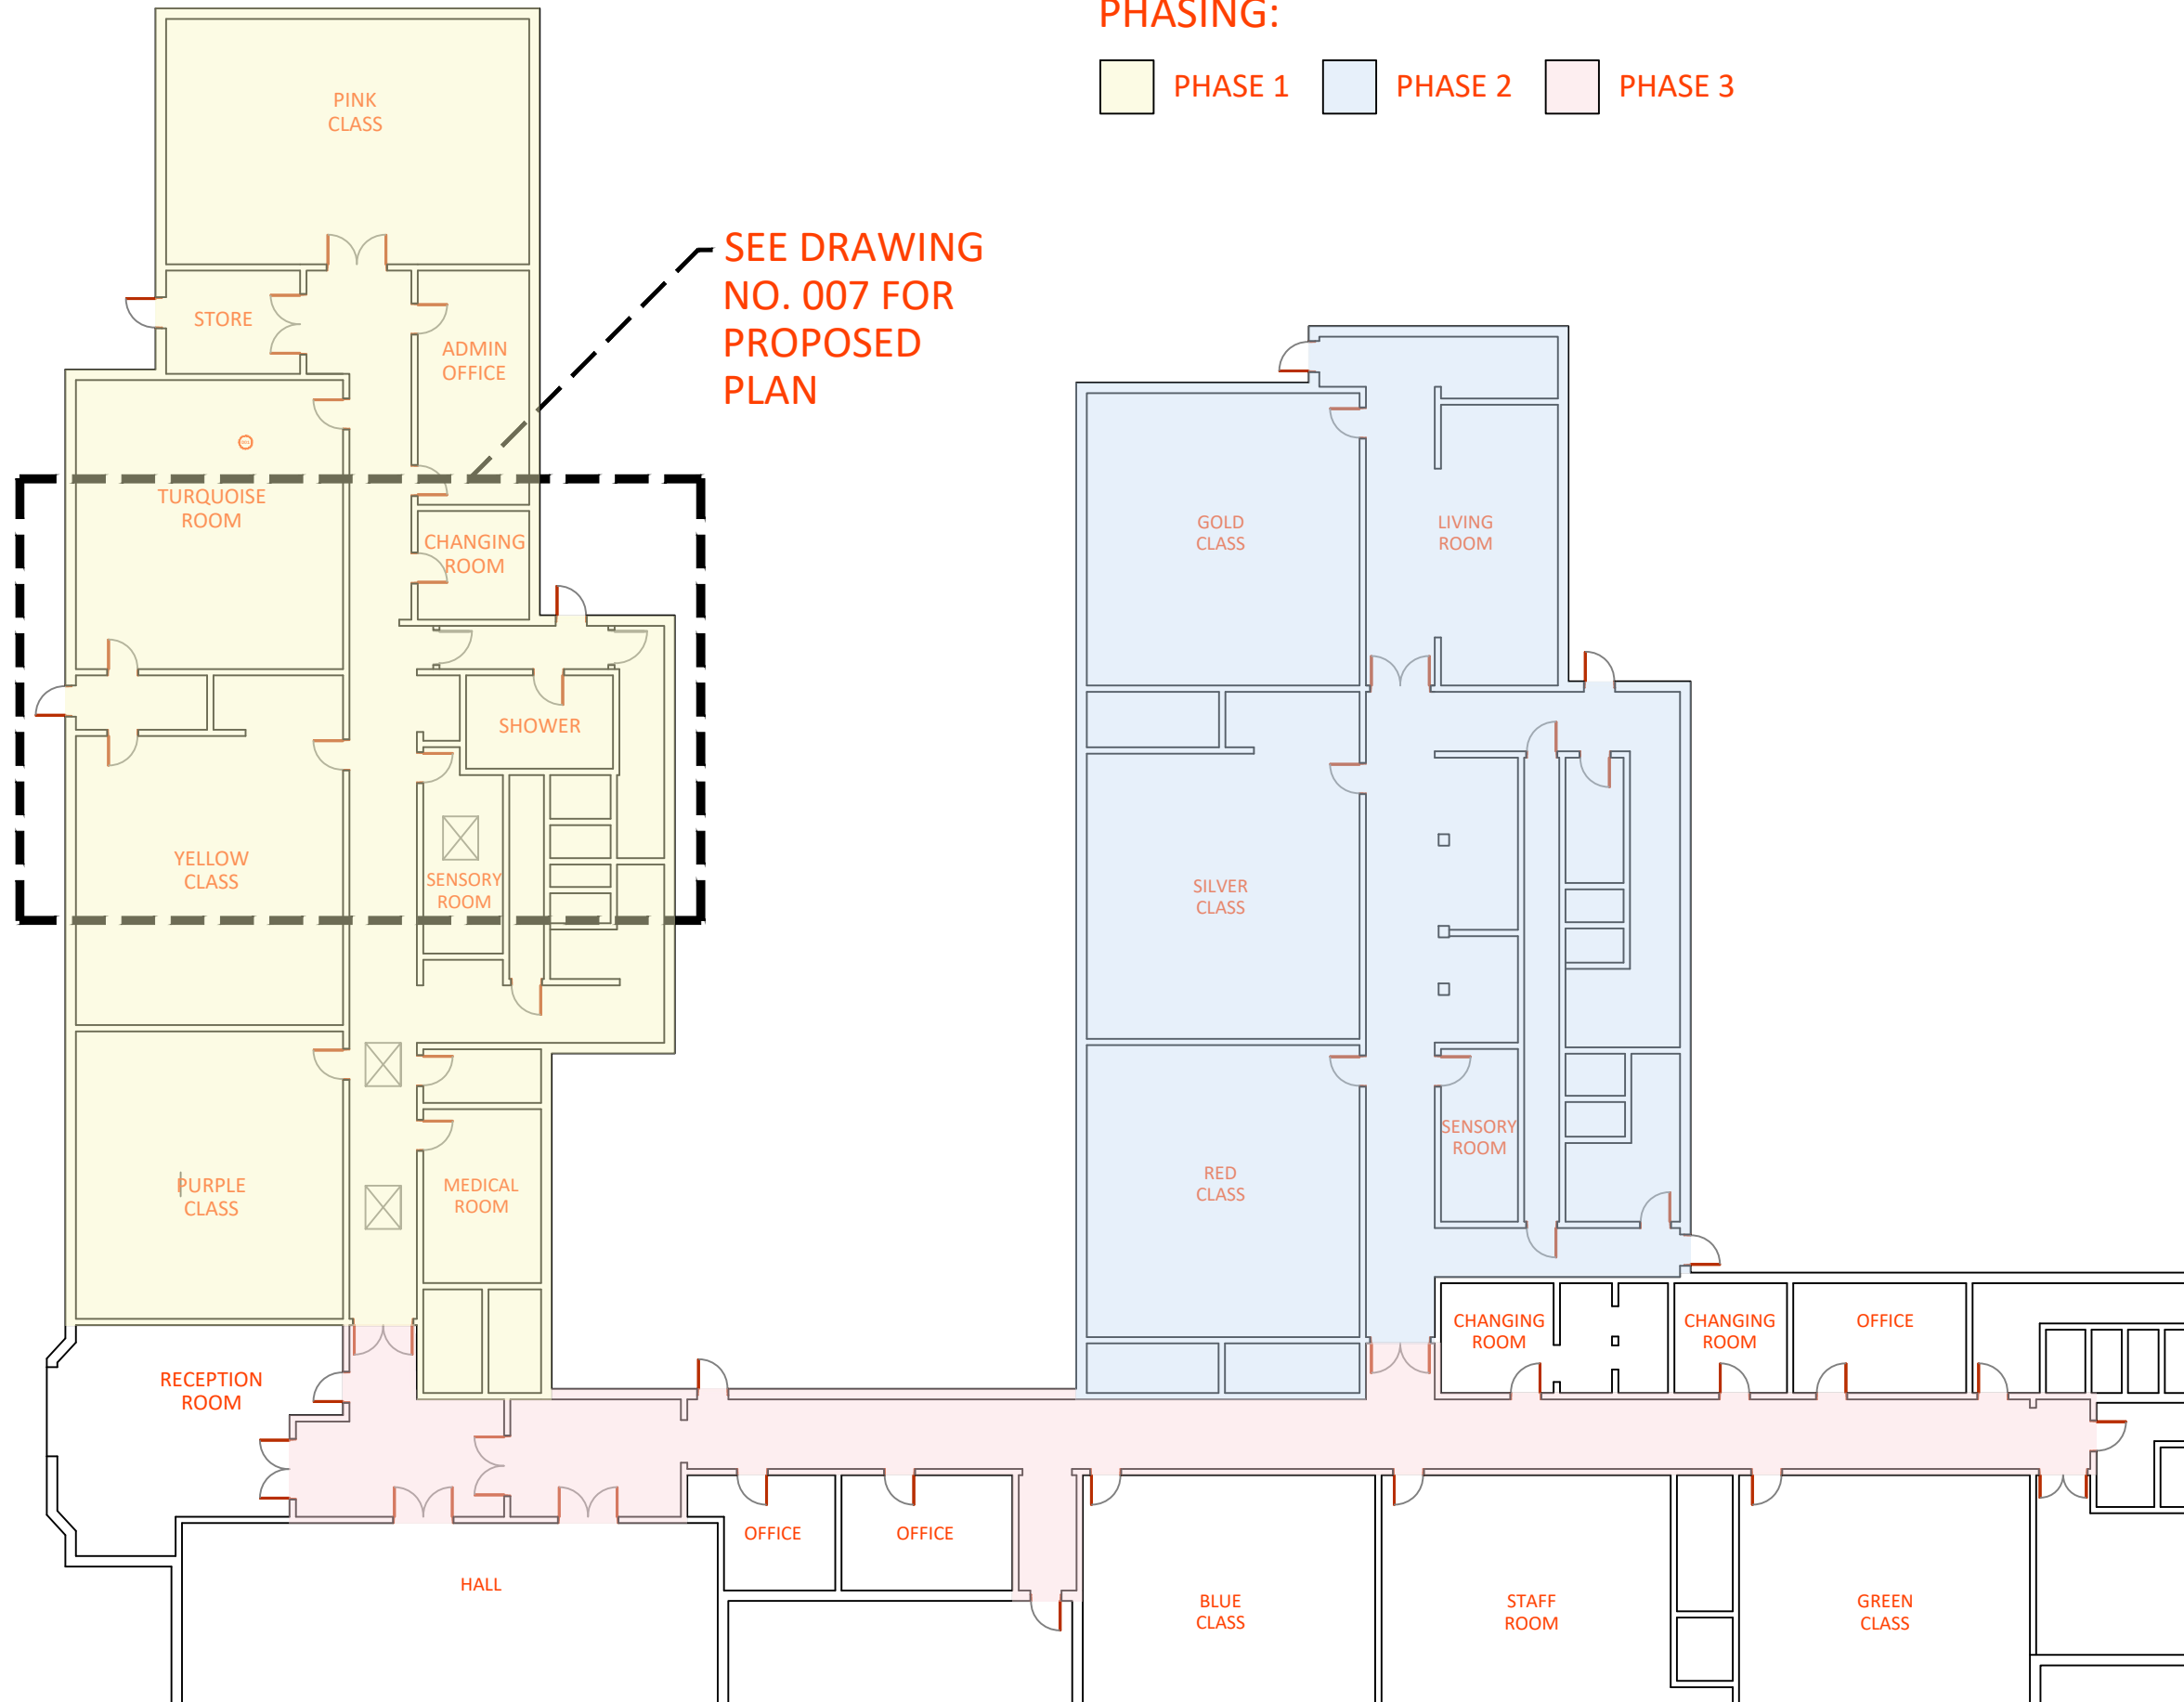 PHASING:
PHASE 1
PHASE 2
PHASE 3
PINK
CLASS
STORE
ADMIN
OFFICE
SEE DRAWING
NO. 007 FOR
PROPOSED
PLAN
TURQUOISE
ROOM
CHANGING
ROOM
SHOWER
YELLOW
CLASS
SENSORY
ROOM
PURPLE
CLASS
MEDICAL
ROOM
GOLD
CLASS
LIVING
ROOM
SILVER
CLASS
RED
CLASS
SENSORY
ROOM
CHANGING
ROOM
CHANGING
ROOM
OFFICE
RECEPTION
ROOM
HALL
OFFICE
OFFICE
BLUE
CLASS
STAFF
ROOM
GREEN
CLASS